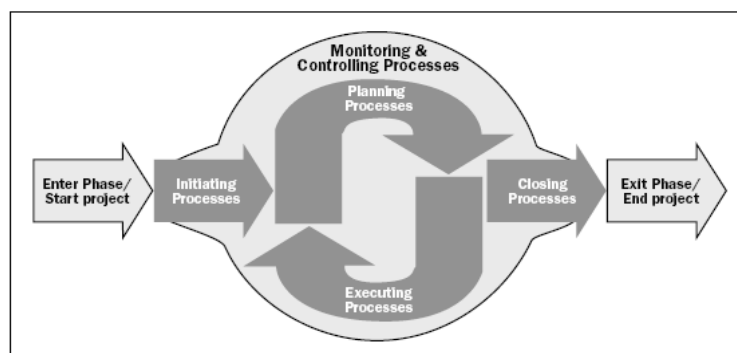 Monitoring &
Controlling Processes
Planning
Processes
Enter Phase/
Start project
Initiating
Processes
Closing
Processes
Exit Phase/
End project
Executing
Processes